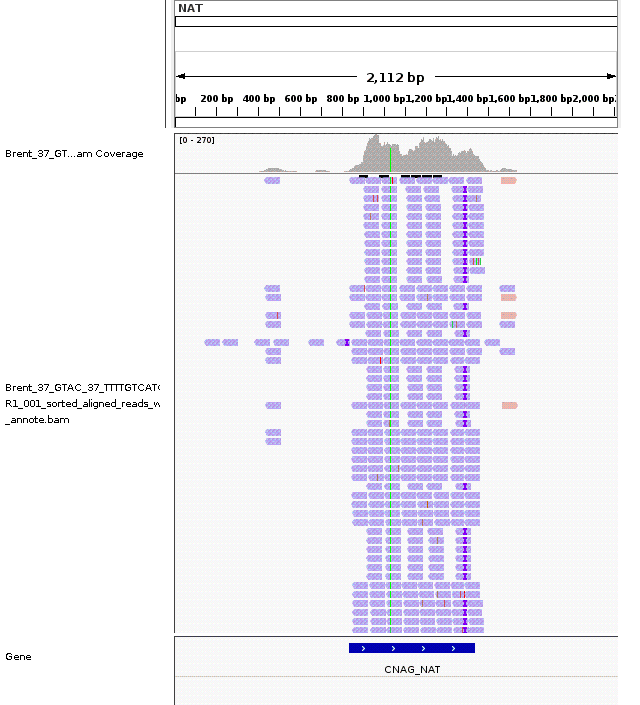 NAT
2,112 bp
bp 200 bp 400 bp 600 bp 800 bp 1,000 bp 1,200 bp 1,400 bp 1,600 bp 1,800 bp 2,000 bp
[0 - 270]
Brent_37_GT...am Coverage
Brent_37_GTAC_37_TTTTGTCATC
R1_001_sorted_aligned_reads_w
_annote.bam
Gene
CNAG_NAT